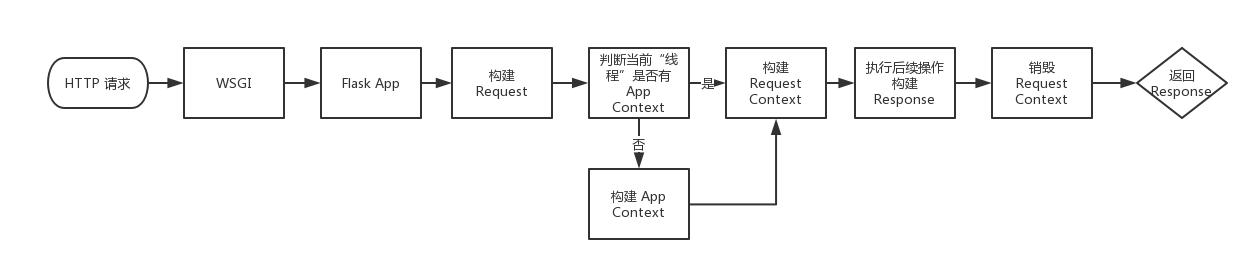 HTTP 请求
WSGI
Flask App
构建
Request
判断当前“线
程”是否有
App
Context
是
构建
Request
Context
执行后续操作
构建
Response
销毁
Request
Context
返回
Response
否
构建 App
Context